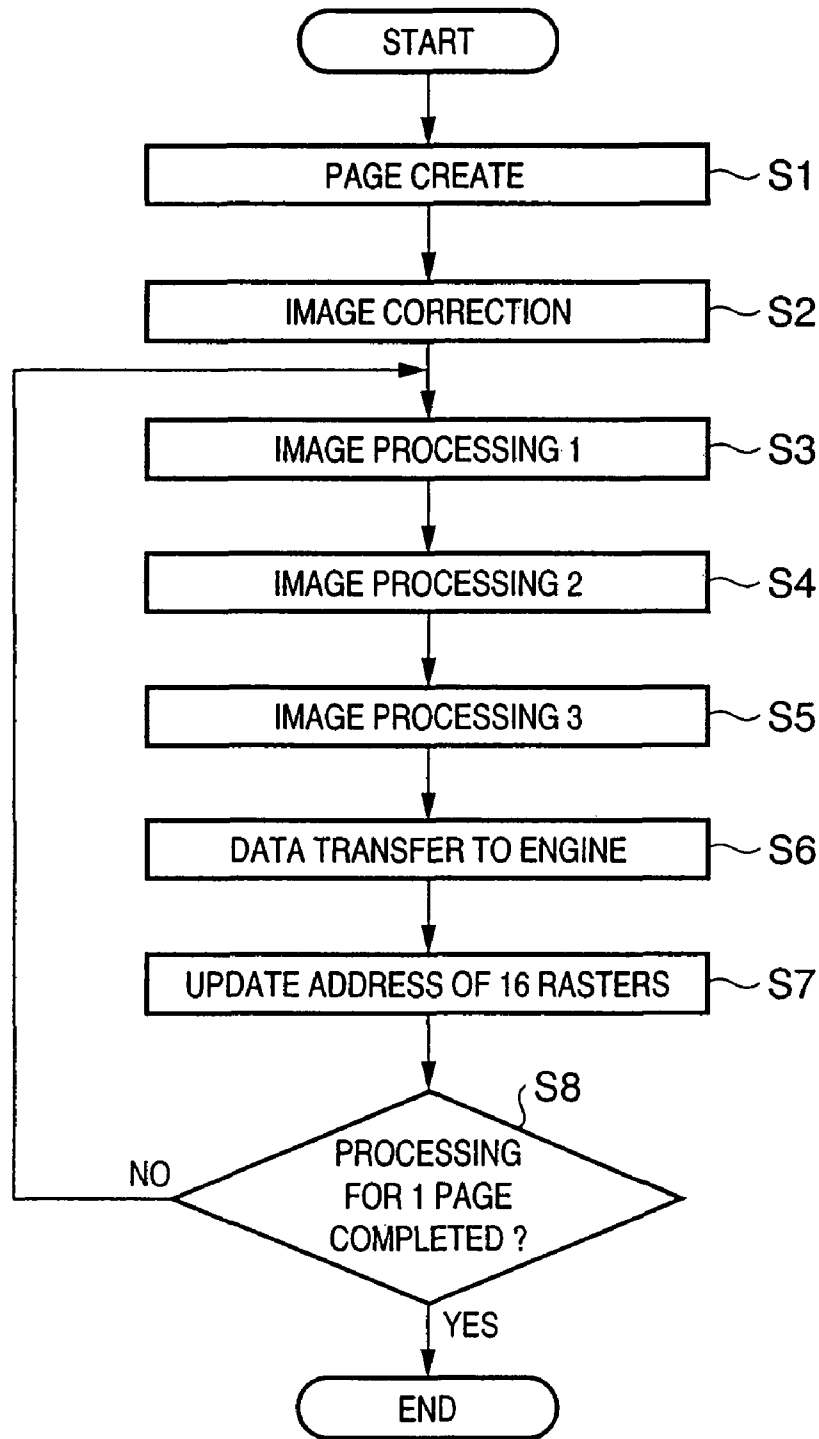 START
PAGE CREATE
S1
IMAGE CORRECTION
S2
IMAGE PROCESSING 1
S3
IMAGE PROCESSING 2
S4
IMAGE PROCESSING 3
S5
DATA TRANSFER TO ENGINE
S6
UPDATE ADDRESS OF 16 RASTERS
S7
S8
PROCESSING
FOR 1 PAGE
COMPLETED ?
NO
YES
END